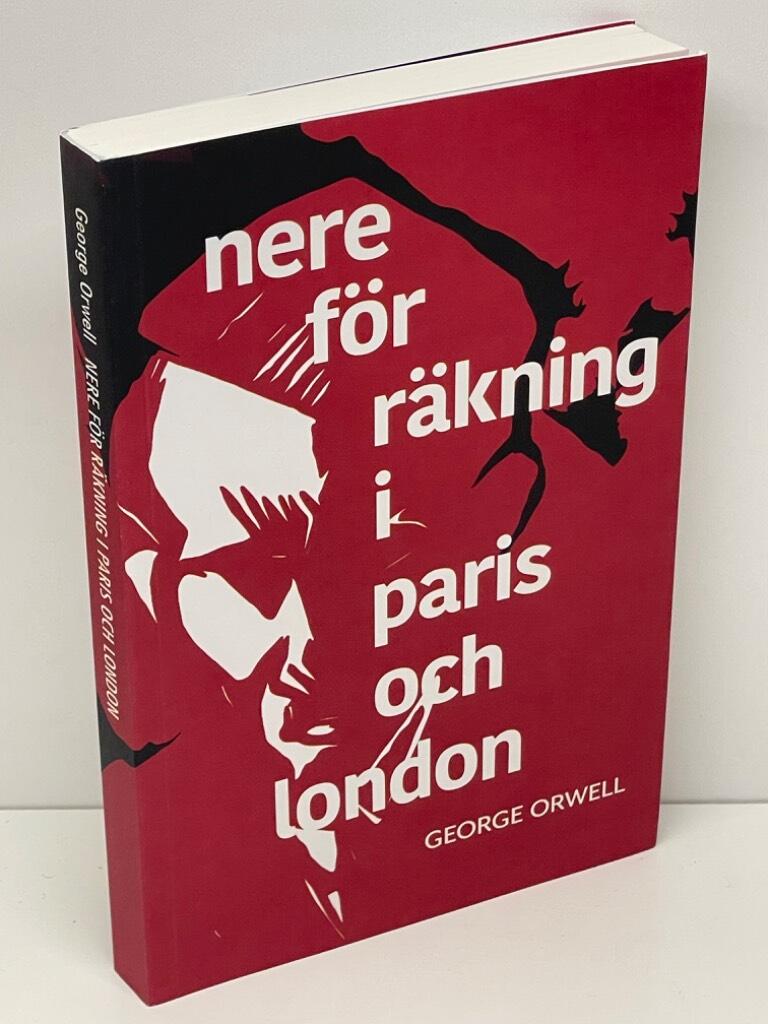 nere
för
räkning
i
paris
och
london
GEORGE ORWELL
George Orwell NERE FÖR RÄKNING I PARIS OCH LONDON